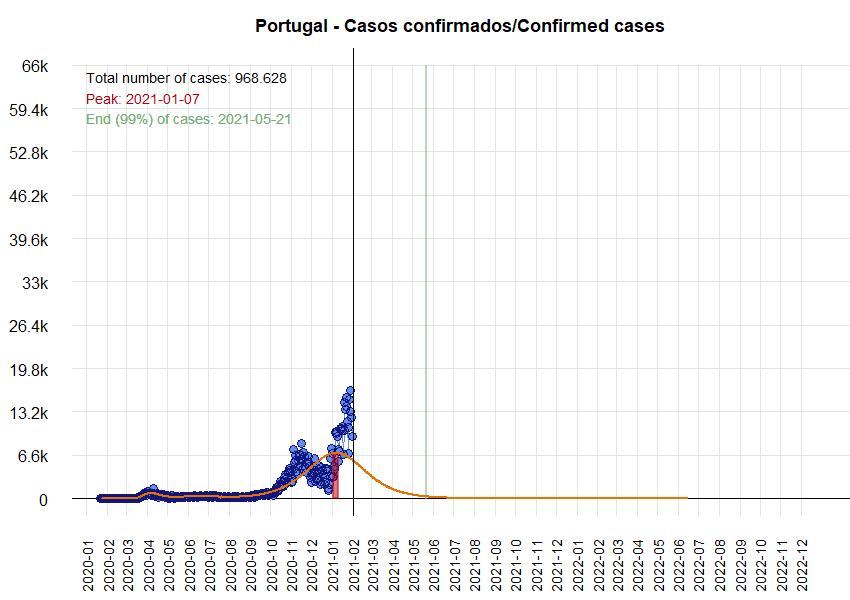 Portugal - Casos confirmados/Confirmed cases
Total number of cases: 968.628
Peak: 2021-01-07
End (99%) of cases: 2021-05-21
66k
59.4k
52.8k
46.2k
39.6k
33k
26.4k
19.8k
13.2k
6.6k
0
2020-01
2020-02
2020-03
2020-04
2020-05
2020-06
2020-07
2020-08
2020-09
2020-10
2020-11
2020-12
2021-01
2021-02
2021-03
2021-04
2021-05
2021-06
2021-07
2021-08
2021-09
2021-10
2021-11
2021-12
2022-01
2022-02
2022-03
2022-04
2022-05
2022-06
2022-07
2022-08
2022-09
2022-10
2022-11
2022-12